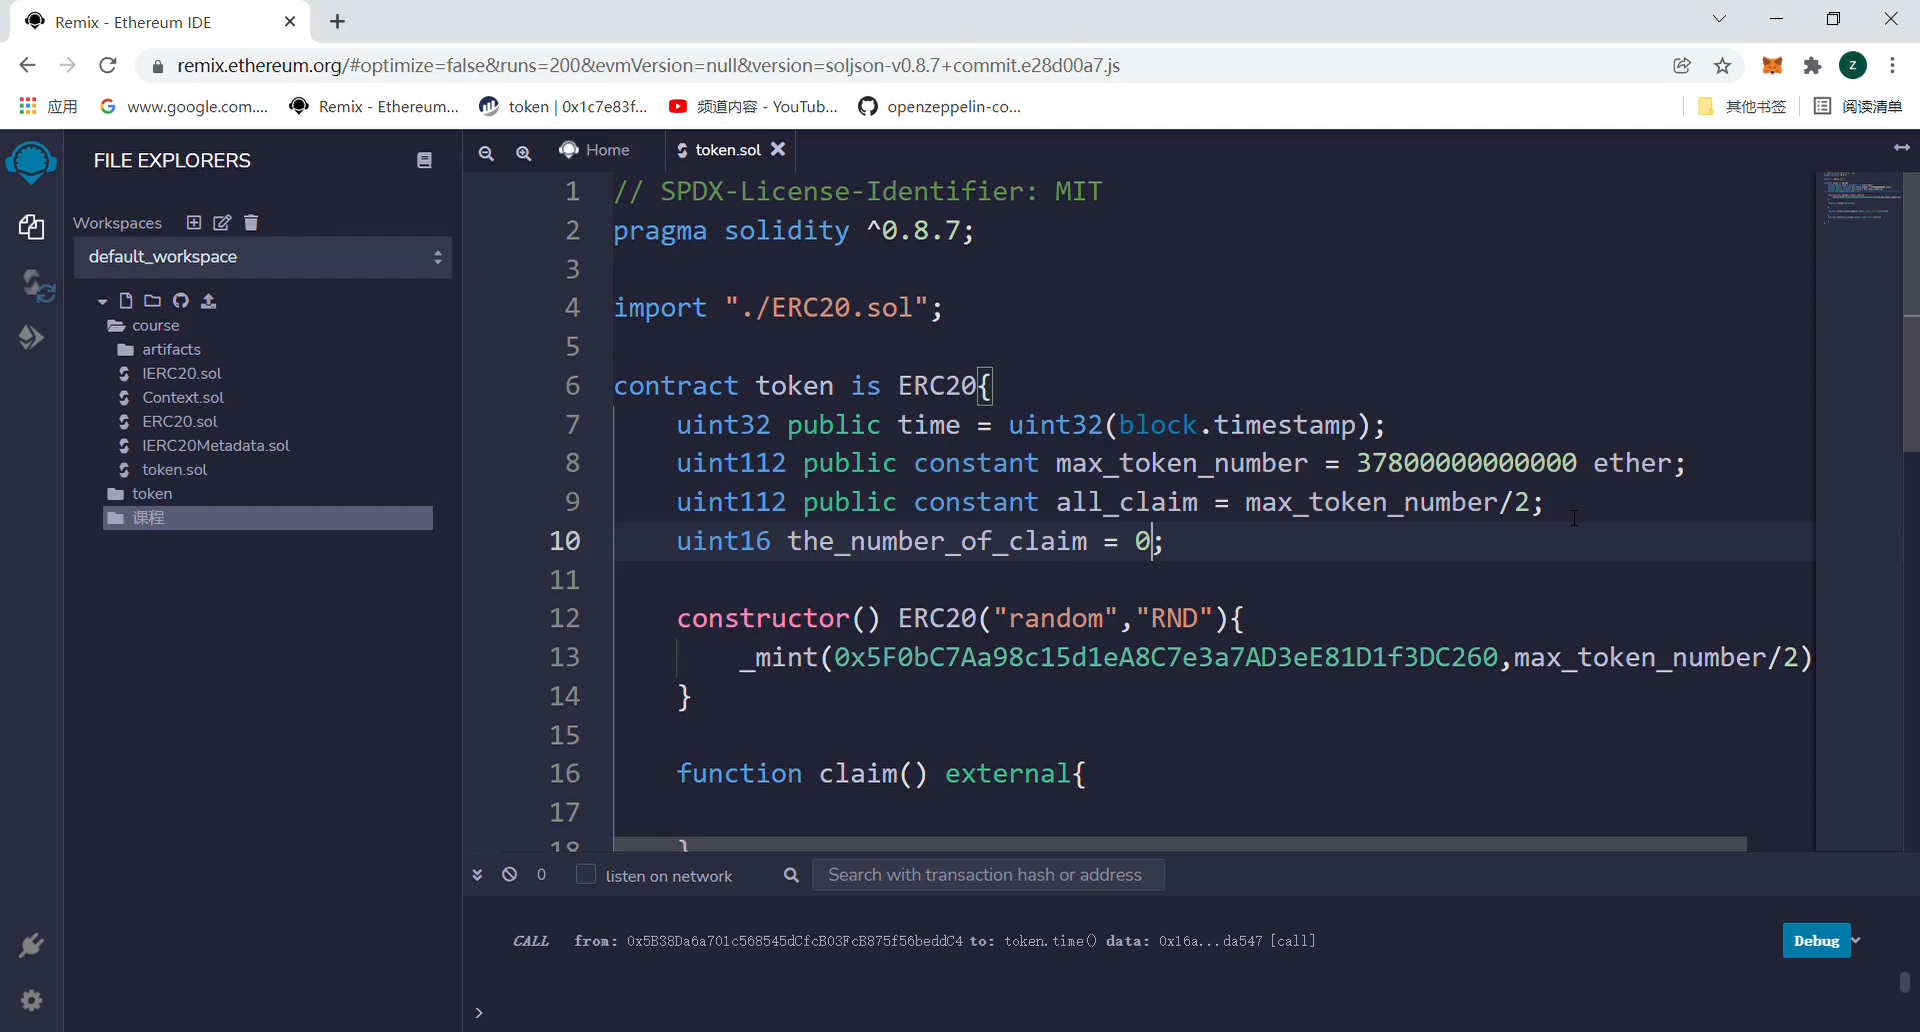 Remix - Ethereum IDE
remix.ethereum.org/#optimize=false&runs=200&evmVersion=null&version=soljson-v0.8.7+commit.e28d00a7.js
Z
应用
www.google.com....
Remix - Ethereum...
token | 0x1c7e83f...
频道内容 - YouTub...
openzeppelin-co...
其他书签
阅读清单
FILE EXPLORERS
Home
token.sol
Workspaces
default_workspace
course
artifacts
IERC20.sol
Context.sol
ERC20.sol
IERC20Metadata.sol
token.sol
token
课程
1 // SPDX-License-Identifier: MIT
2 pragma solidity ^0.8.7;
3
4 import "./ERC20.sol";
5
6 contract token is ERC20{
7 uint32 public time = uint32(block.timestamp);
8 uint112 public constant max_token_number = 37800000000000 ether;
9 uint112 public constant all_claim = max_token_number/2;
10 uint16 the_number_of_claim = 0;
11
12 constructor() ERC20("random","RND"){
13 _mint(0x5F0bC7Aa98c15d1eA8C7e3a7AD3eE81D1f3DC260,max_token_number/2)
14 }
15
16 function claim() external{
17
18 }
0
listen on network
Search with transaction hash or address
CALL from: 0x5B38Da6a701c568545dCfcB03FcB875f56beddC4 to: token.time() data: 0x16a...da547 [call]
Debug
>